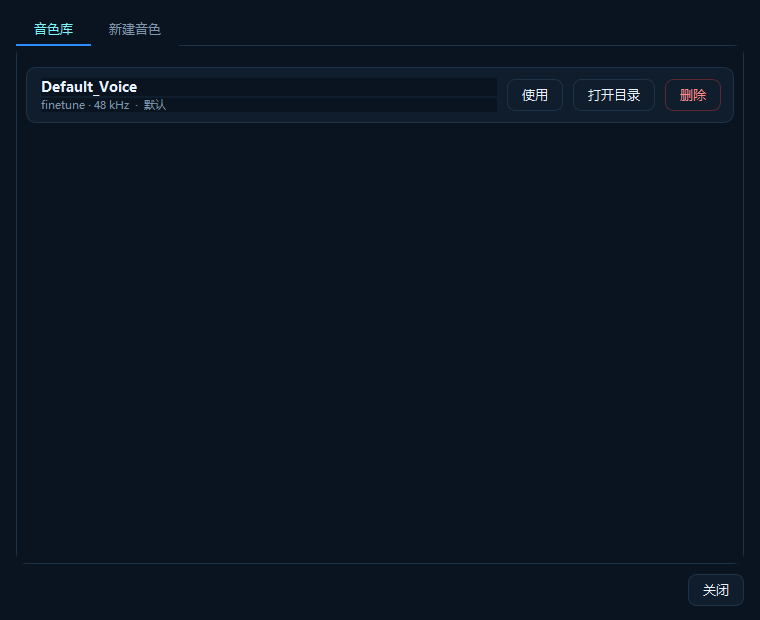 音色库 新建音色
Default_Voice
finetune · 48 kHz · 默认
使用 打开目录 删除
关闭